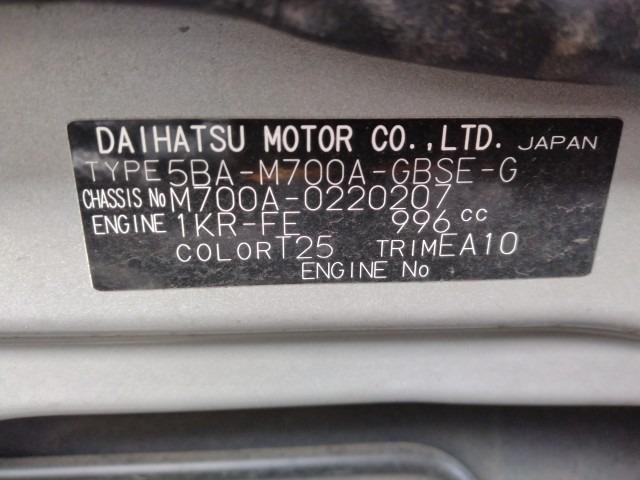 DAIHATSU MOTOR CO.,LTD. JAPAN
TYPE 5BA-M700A-GBSE-G
CHASSIS No M700A-0220207
ENGINE 1KR-FE 996 cc
COLOR T25 TRIM EA10
ENGINE No